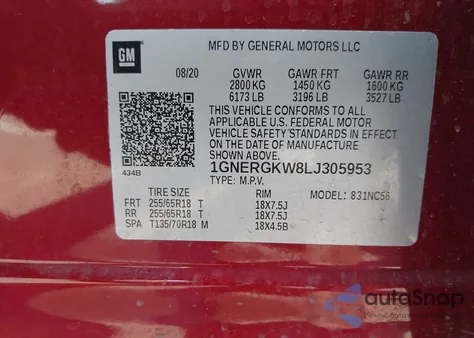 GM
MFD BY GENERAL MOTORS LLC
08/20 GVWR GAWR FRT GAWR RR
2800 KG 1450 KG 1600 KG
6173 LB 3196 LB 3527 LB
THIS VEHICLE CONFORMS TO ALL
APPLICABLE U.S. FEDERAL MOTOR
VEHICLE SAFETY STANDARDS IN EFFECT
ON THE DATE OF MANUFACTURE
SHOWN ABOVE.
434B 1GNERGKW8LJ305953
TYPE: M.P.V. MODEL: 831NC56
TIRE SIZE RIM
FRT 255/65R18 T 18X7.5J
RR 255/65R18 T 18X7.5J
SPA T135/70R18 M 18X4.5B
autoSnap